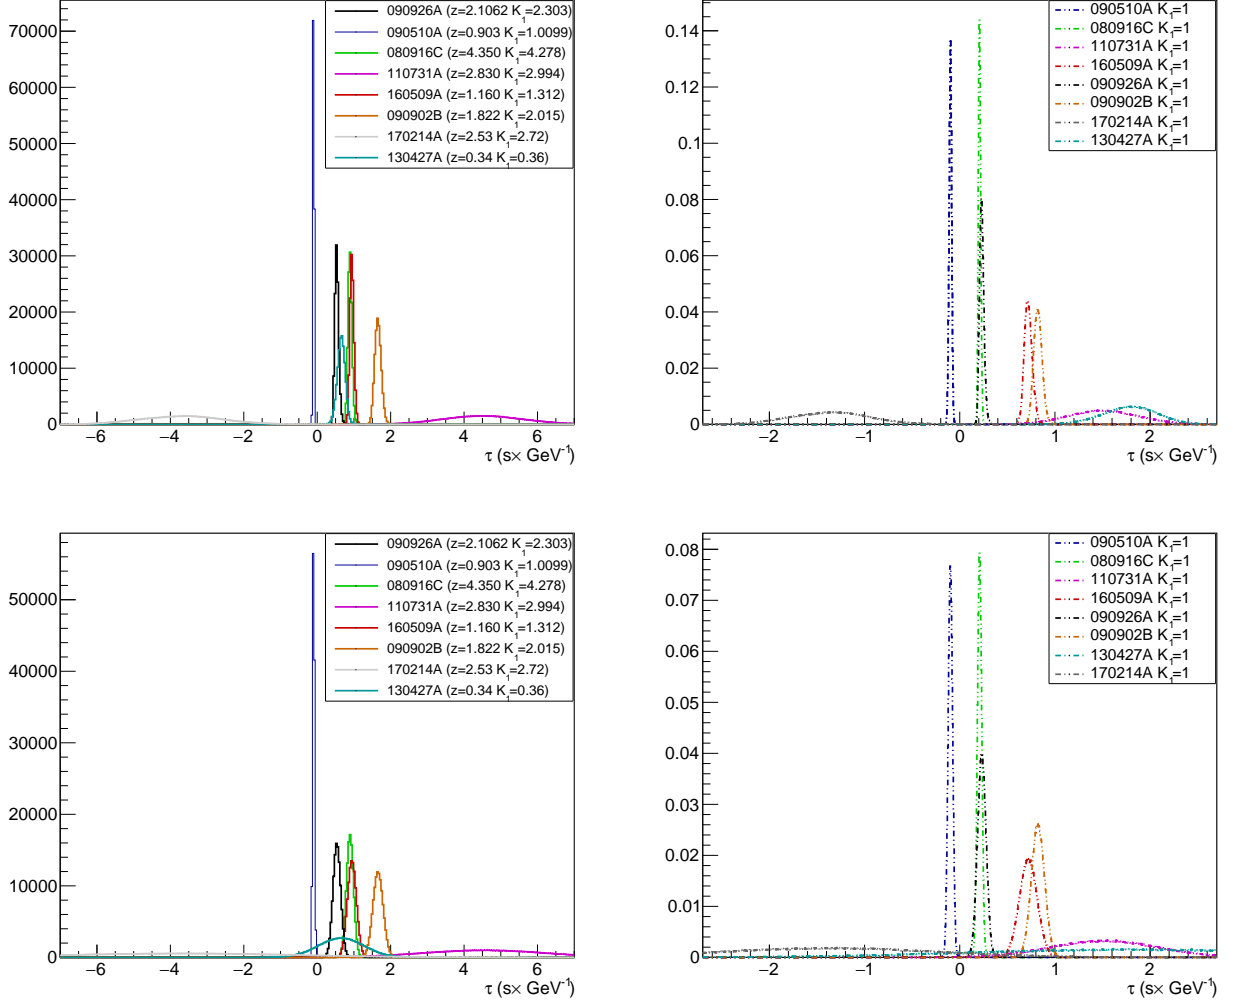 090926A (z=2.1062 K1=2.303)
090510A (z=0.903 K1=1.0099)
080916C (z=4.350 K1=4.278)
110731A (z=2.830 K1=2.994)
160509A (z=1.160 K1=1.312)
090902B (z=1.822 K1=2.015)
170214A (z=2.53 K1=2.72)
130427A (z=0.34 K1=0.36)
70000
60000
50000
40000
30000
20000
10000
0
−6 −4 −2 0 2 4 6
τ (s× GeV⁻¹)
090510A K1=1
080916C K1=1
110731A K1=1
160509A K1=1
090926A K1=1
090902B K1=1
170214A K1=1
130427A K1=1
0.14
0.12
0.1
0.08
0.06
0.04
0.02
0
−2 −1 0 1 2
τ (s× GeV⁻¹)
090926A (z=2.1062 K1=2.303)
090510A (z=0.903 K1=1.0099)
080916C (z=4.350 K1=4.278)
110731A (z=2.830 K1=2.994)
160509A (z=1.160 K1=1.312)
090902B (z=1.822 K1=2.015)
170214A (z=2.53 K1=2.72)
130427A (z=0.34 K1=0.36)
50000
40000
30000
20000
10000
0
−6 −4 −2 0 2 4 6
τ (s× GeV⁻¹)
090510A K1=1
080916C K1=1
110731A K1=1
160509A K1=1
090926A K1=1
090902B K1=1
130427A K1=1
170214A K1=1
0.08
0.07
0.06
0.05
0.04
0.03
0.02
0.01
0
−2 −1 0 1 2
τ (s× GeV⁻¹)